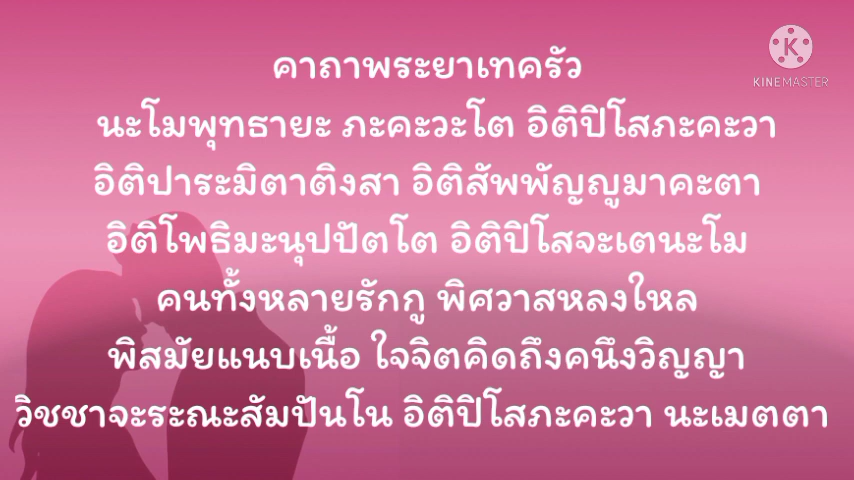 คาถาพระยาเทครัว
KINEMASTER
นะโมพุทธายะ ภะคะวะโต อิติปิโสภะคะวา
อิติปาระมิตาติงสา อิติสัพพัญญูมาคะตา
อิติโพธิมะนุปปัตโต อิติปิโสจะเตนะโม
คนทั้งหลายรักกู พิศวาสหลงใหล
พิสมัยแนบเนื้อ ใจจิตคิดถึงคนึงวิญญา
วิชชาจะระณะสัมปันโน อิติปิโสภะคะวา นะเมตตา